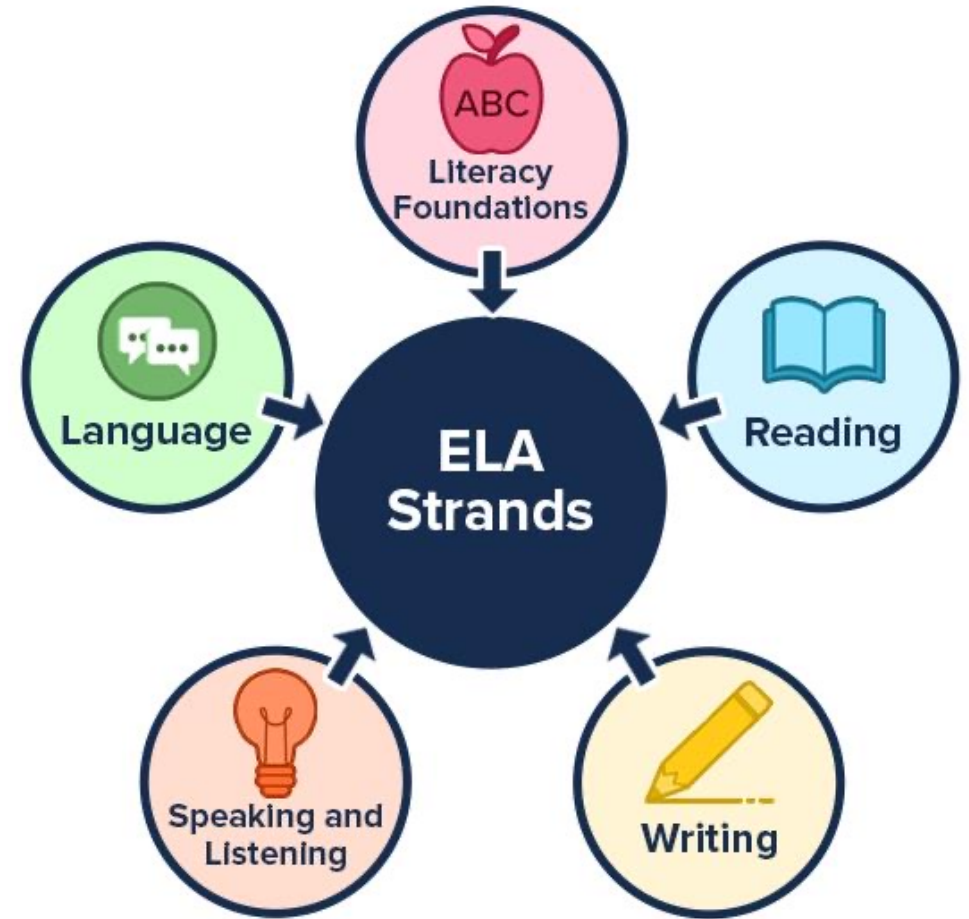 ABC
Literacy
Foundations
Language
Reading
ELA
Strands
Speaking and
Listening
Writing